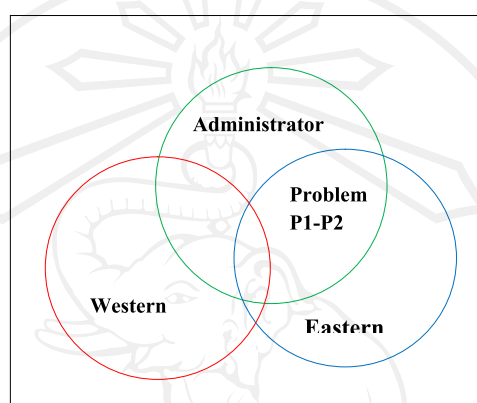 Administrator
Problem
P1-P2
Western
Eastern